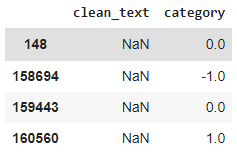 clean_text category
148 NaN 0.0
158694 NaN -1.0
159443 NaN 0.0
160560 NaN 1.0